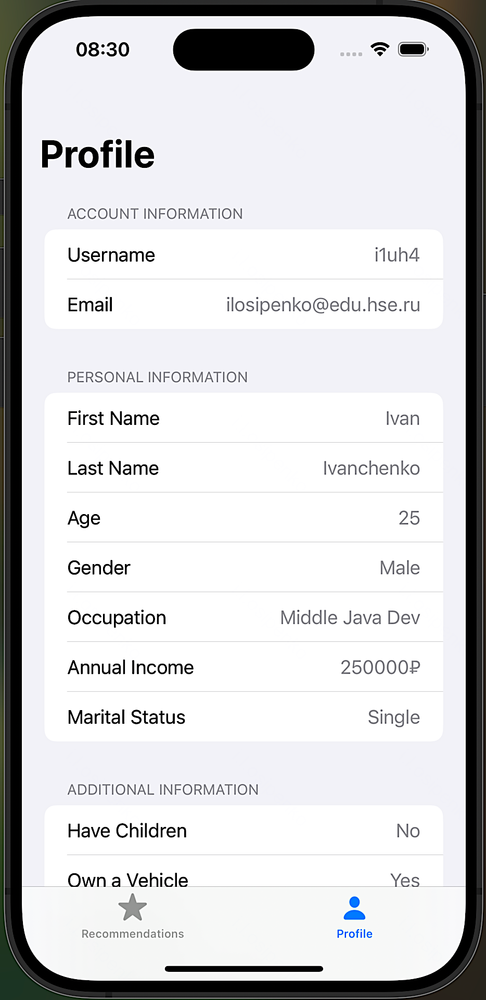 08:30
Profile
ACCOUNT INFORMATION
Username i1uh4
Email ilosipenko@edu.hse.ru
PERSONAL INFORMATION
First Name Ivan
Last Name Ivanchenko
Age 25
Gender Male
Occupation Middle Java Dev
Annual Income 250000₽
Marital Status Single
ADDITIONAL INFORMATION
Have Children No
Own a Vehicle Yes
Recommendations Profile